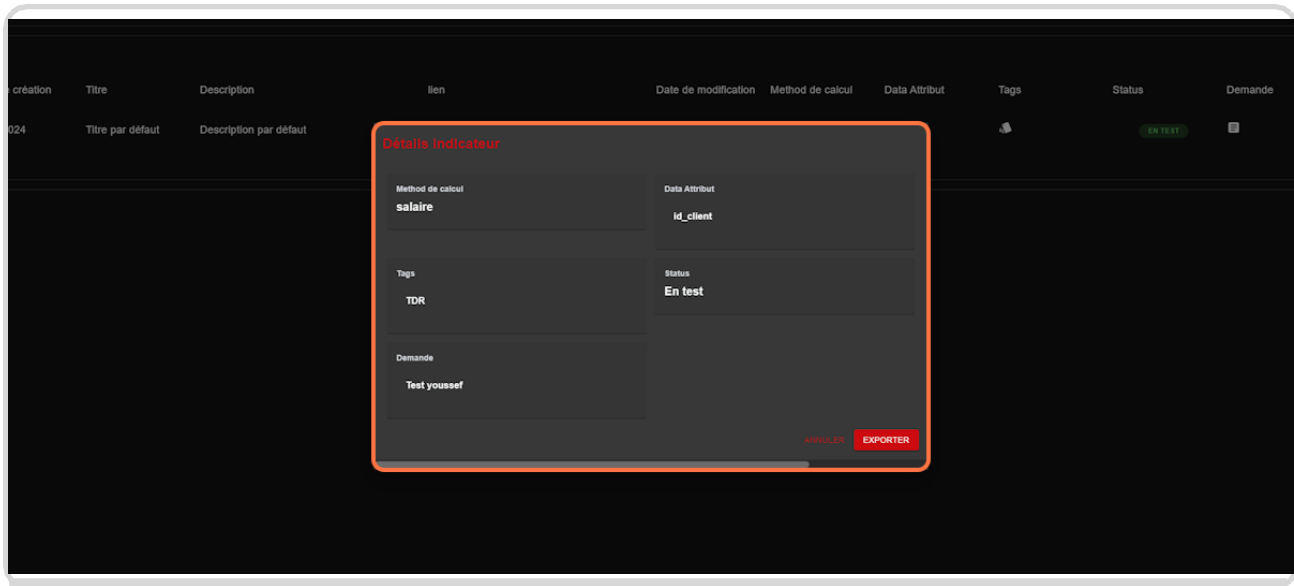 création Titre Description lien Date de modification Method de calcul Data Attribut Tags Status Demande
024 Titre par défaut Description par défaut EN TEST
Détails Indicateur
Method de calcul
salaire
Data Attribut
id_client
Tags
TDR
Status
En test
Demande
Test youssef
ANNULER EXPORTER